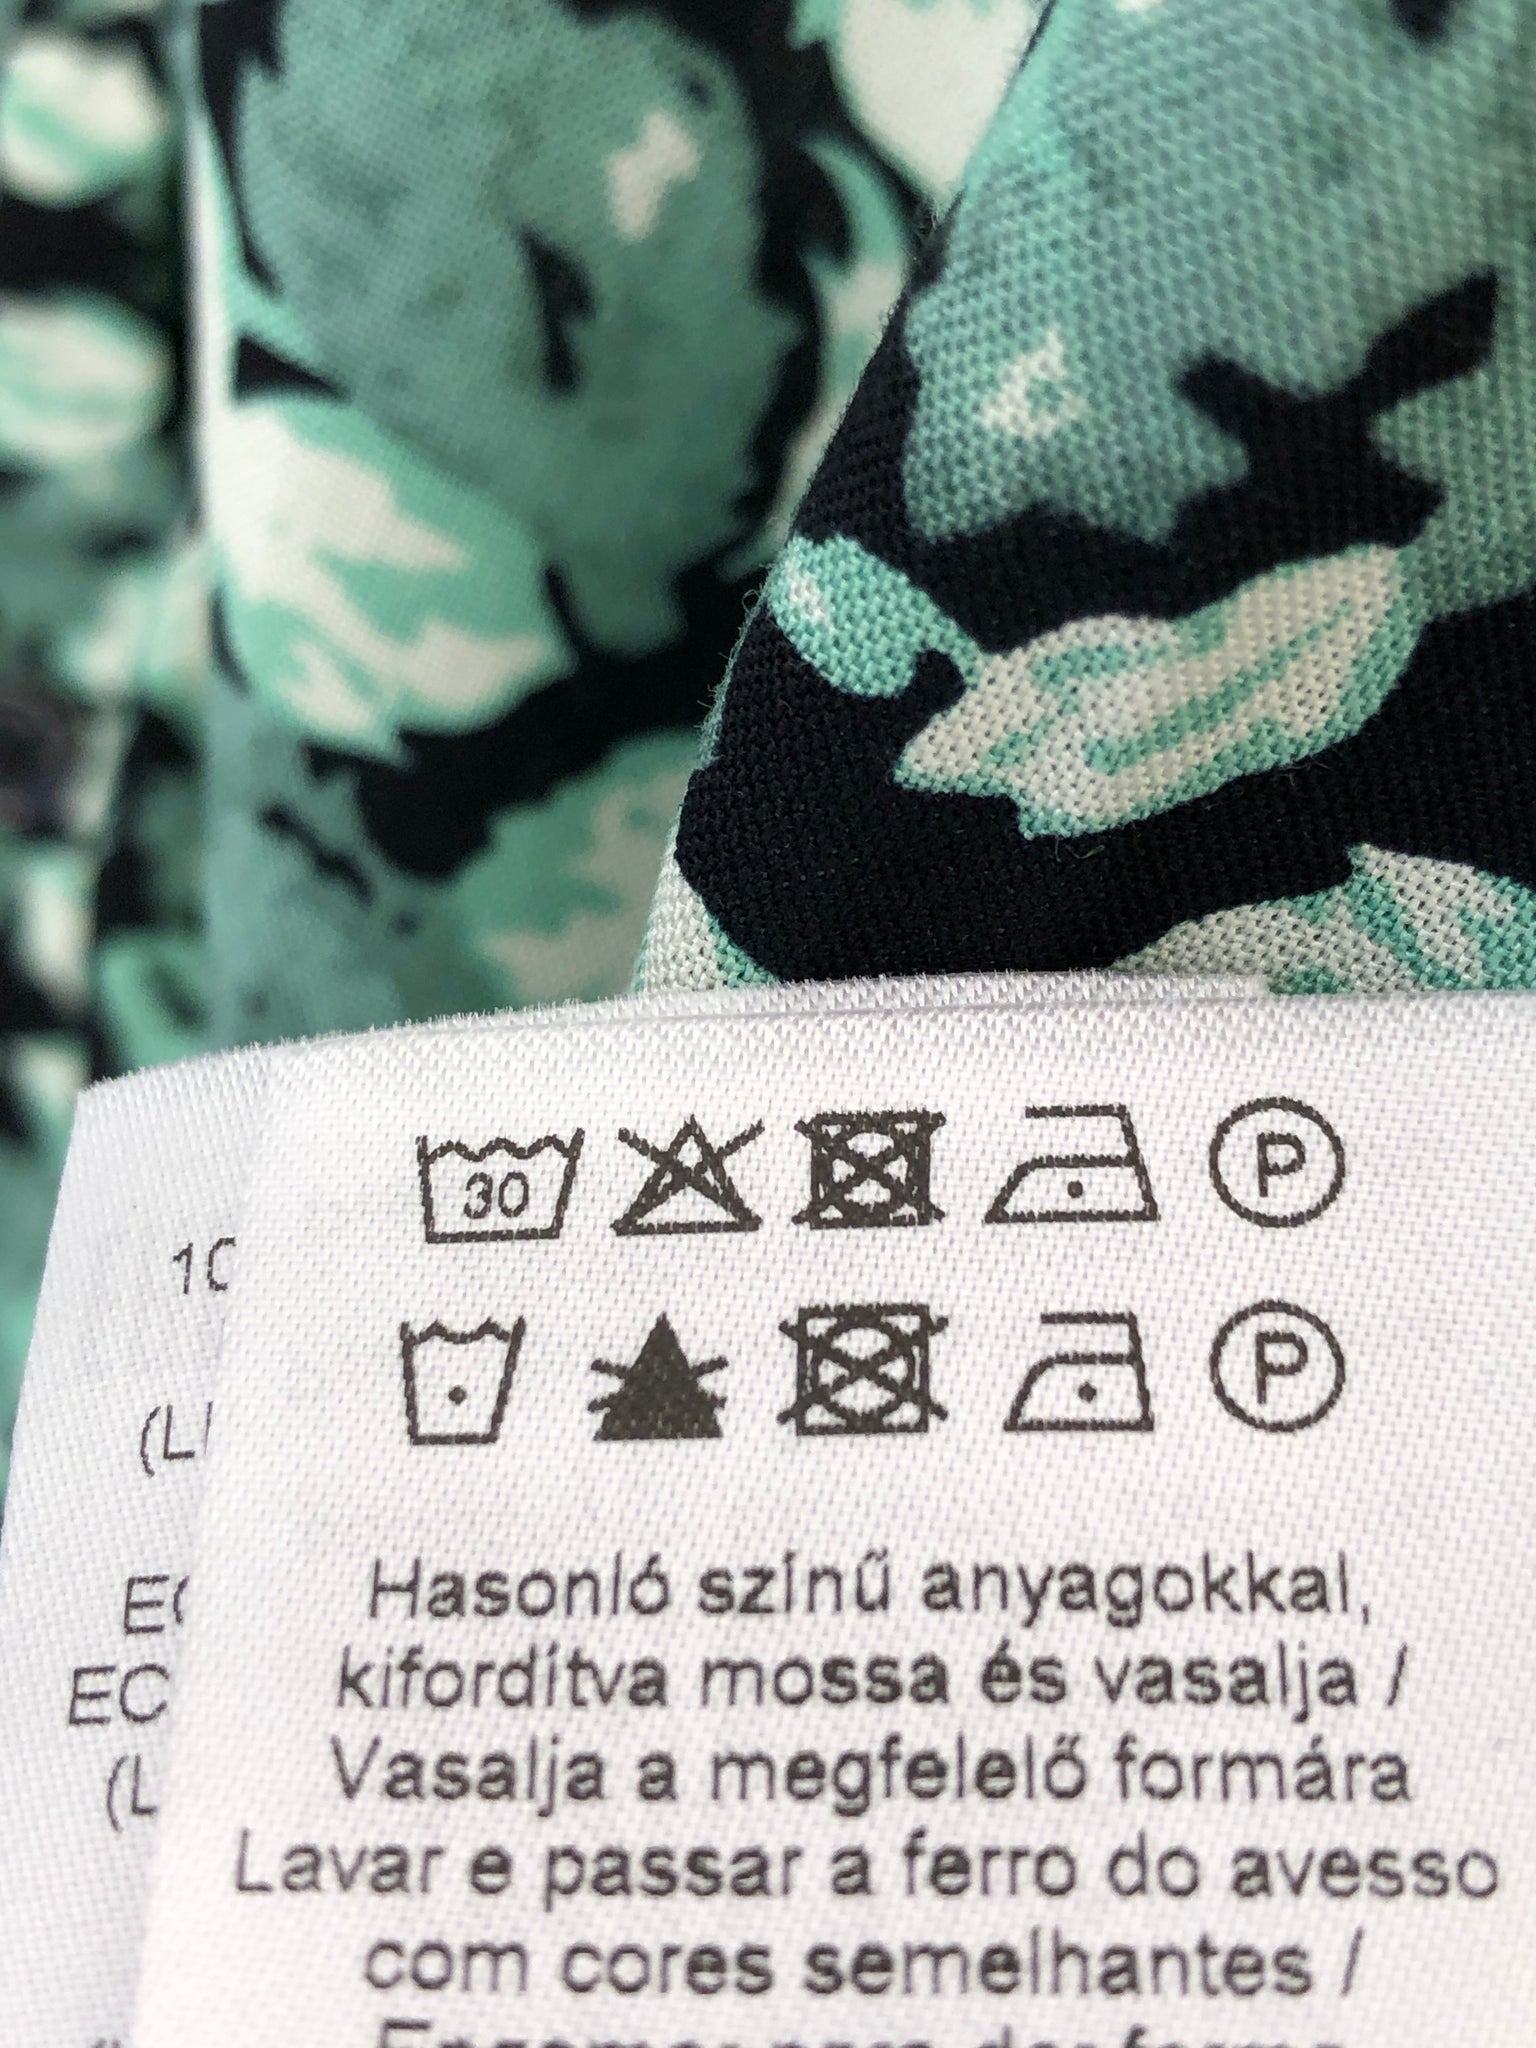 30 P
P
Hasonló színű anyagokkal,
kifordítva mossa és vasalja /
Vasalja a megfelelő formára
Lavar e passar a ferro do avesso
com cores semelhantes /